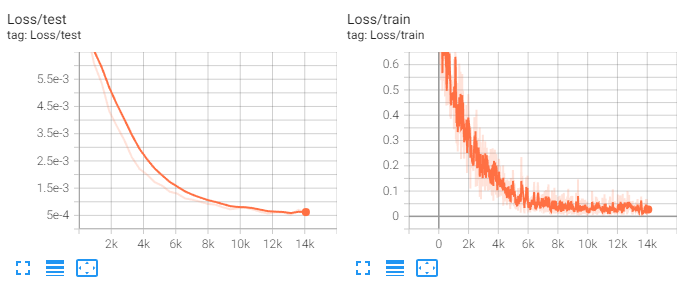 Loss/test
tag: Loss/test
5.5e-3
4.5e-3
3.5e-3
2.5e-3
1.5e-3
5e-4
2k 4k 6k 8k 10k 12k 14k
Loss/train
tag: Loss/train
0.6
0.5
0.4
0.3
0.2
0.1
0
0 2k 4k 6k 8k 10k 12k 14k